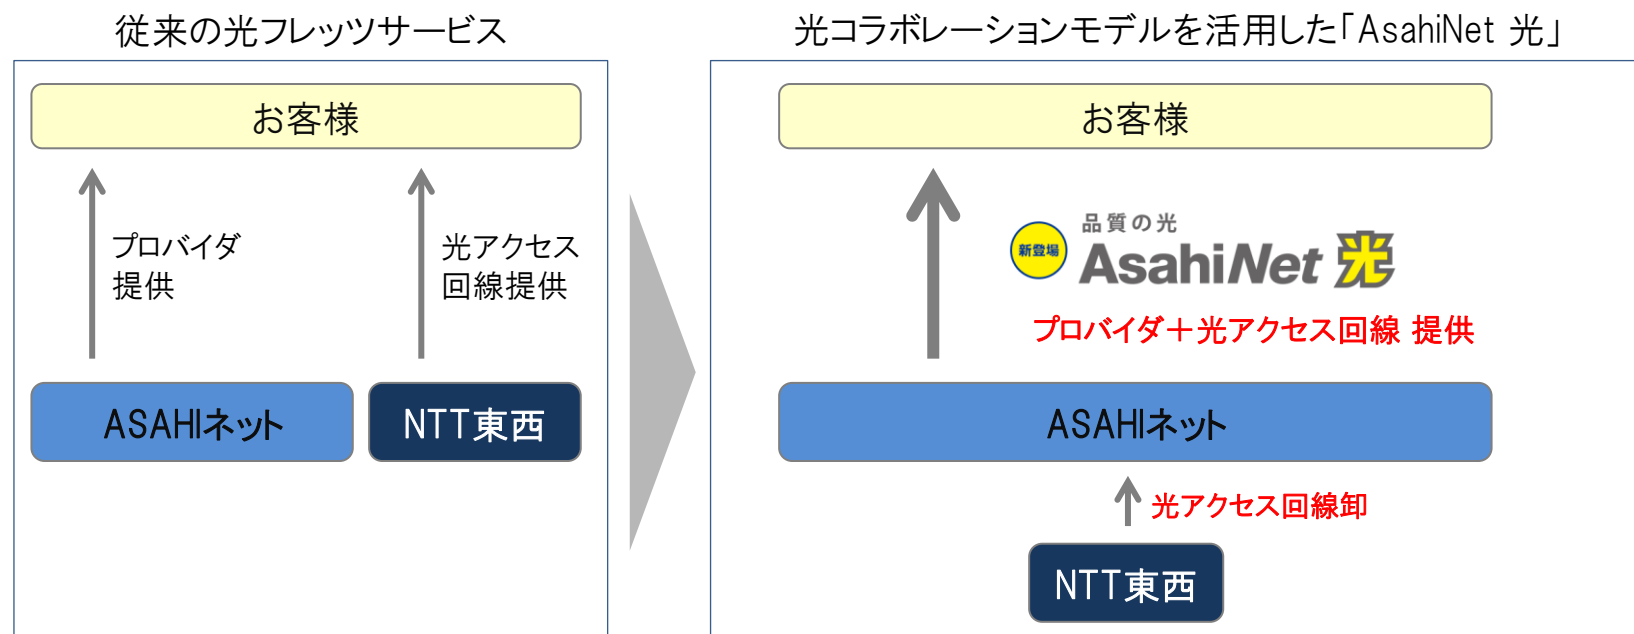 従来の光フレッツサービス
お客様
プロバイダ
提供
光アクセス
回線提供
ASAHIネット
NTT東西
光コラボレーションモデルを活用した「AsahiNet 光」
お客様
新登場
品質の光
AsahiNet 光
プロバイダ＋光アクセス回線 提供
ASAHIネット
光アクセス回線卸
NTT東西